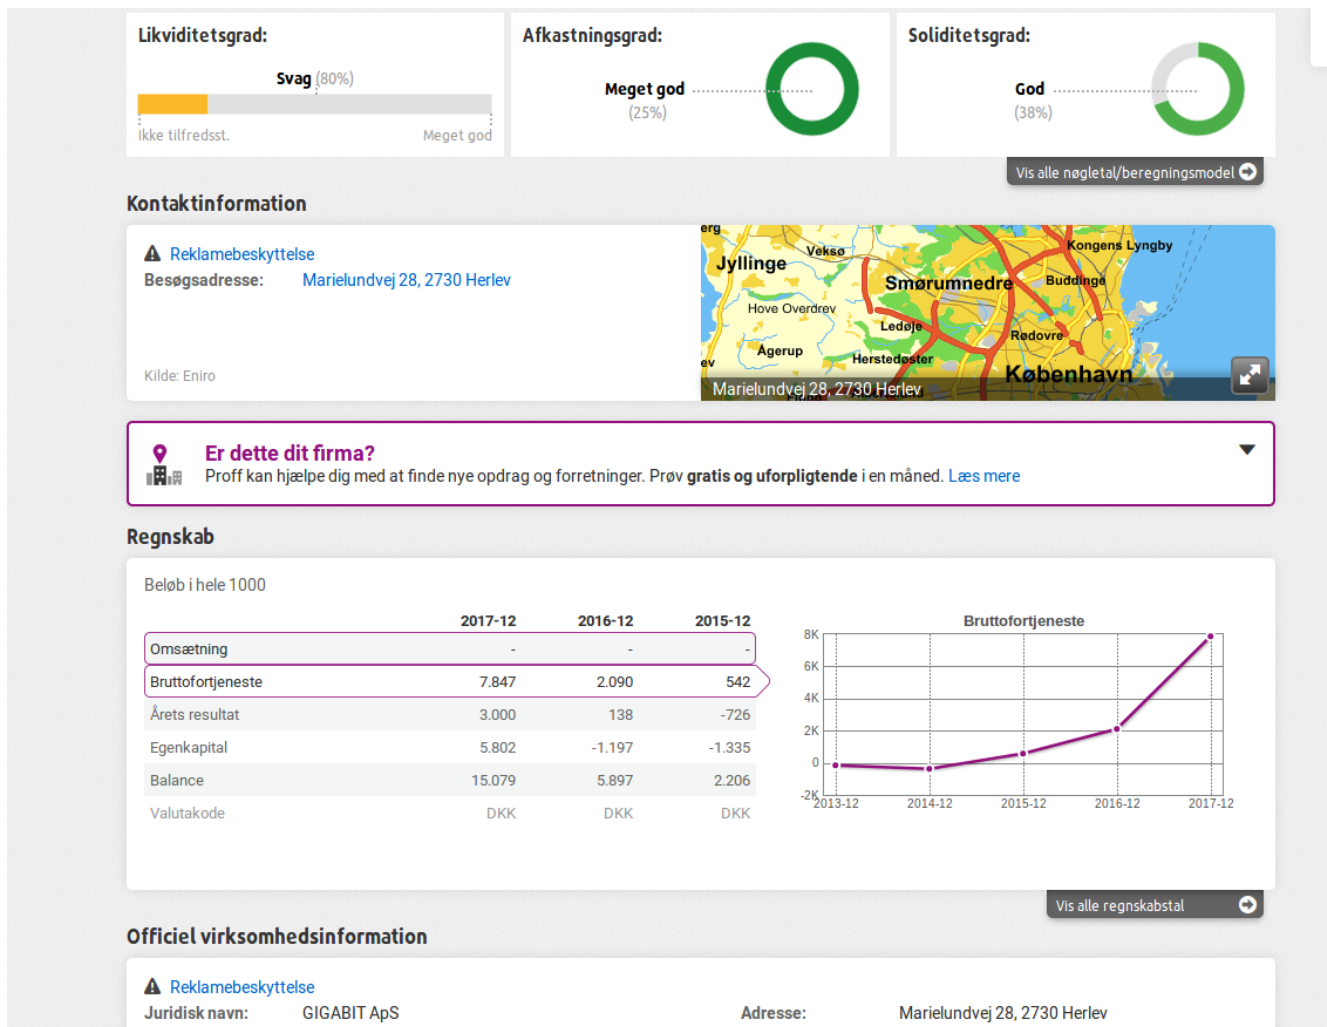 Likviditetsgrad:
Svag (80%)
Ikke tilfredsst. Meget god
Afkastningsgrad:
Meget god
(25%)
Soliditetsgrad:
God
(38%)
Vis alle nøgletal/beregningsmodel
Kontaktinformation
Reklamebeskyttelse
Besøgsadresse: Marielundvej 28, 2730 Herlev
Kilde: Eniro
erg
Veksø
Kongens Lyngby
Jyllinge
Smørumnedre
Buddinge
Hove Overdrev
Ledøje
Rødovre
Ågerup
Herstedøster
ev
København
Marielundvej 28, 2730 Herlev
Er dette dit firma?
Proff kan hjælpe dig med at finde nye opdrag og forretninger. Prøv gratis og uforpligtende i en måned. Læs mere
Regnskab
Beløb i hele 1000
2017-12 2016-12 2015-12
Omsætning - - -
Bruttofortjeneste 7.847 2.090 542
Årets resultat 3.000 138 -726
Egenkapital 5.802 -1.197 -1.335
Balance 15.079 5.897 2.206
Valutakode DKK DKK DKK
Bruttofortjeneste
8K
6K
4K
2K
0
-2K
2013-12 2014-12 2015-12 2016-12 2017-12
Vis alle regnskabstal
Officiel virksomhedsinformation
Reklamebeskyttelse
Juridisk navn: GIGABIT ApS
Adresse: Marielundvej 28, 2730 Herlev